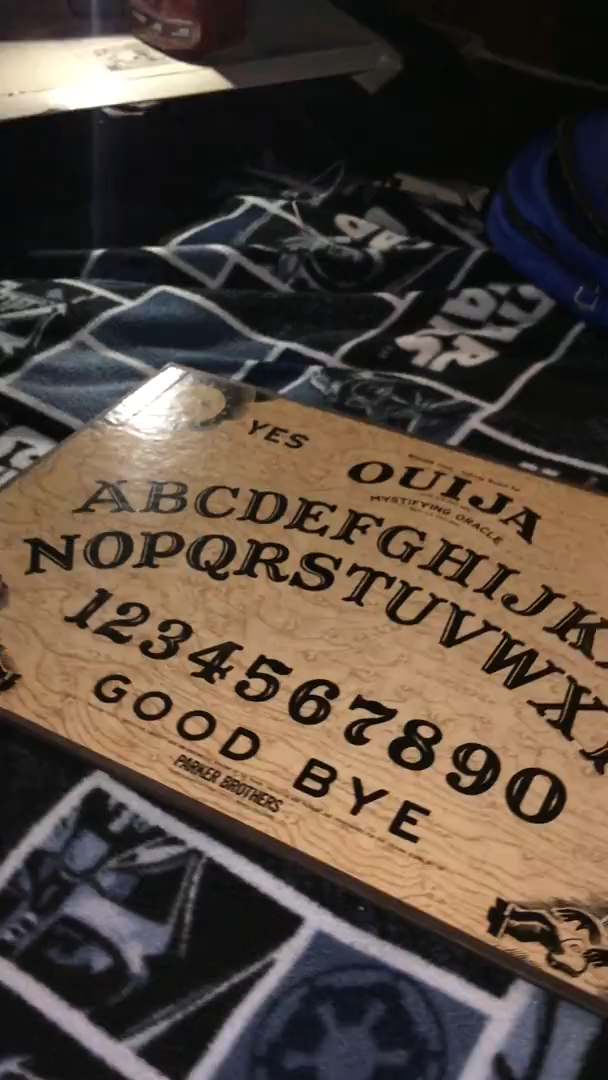 YES
OUIJA
MYSTIFYING ORACLE
ABCDEFGHIJK
NOPQRSTUVWX
1234567890
GOOD BYE
PARKER BROTHERS